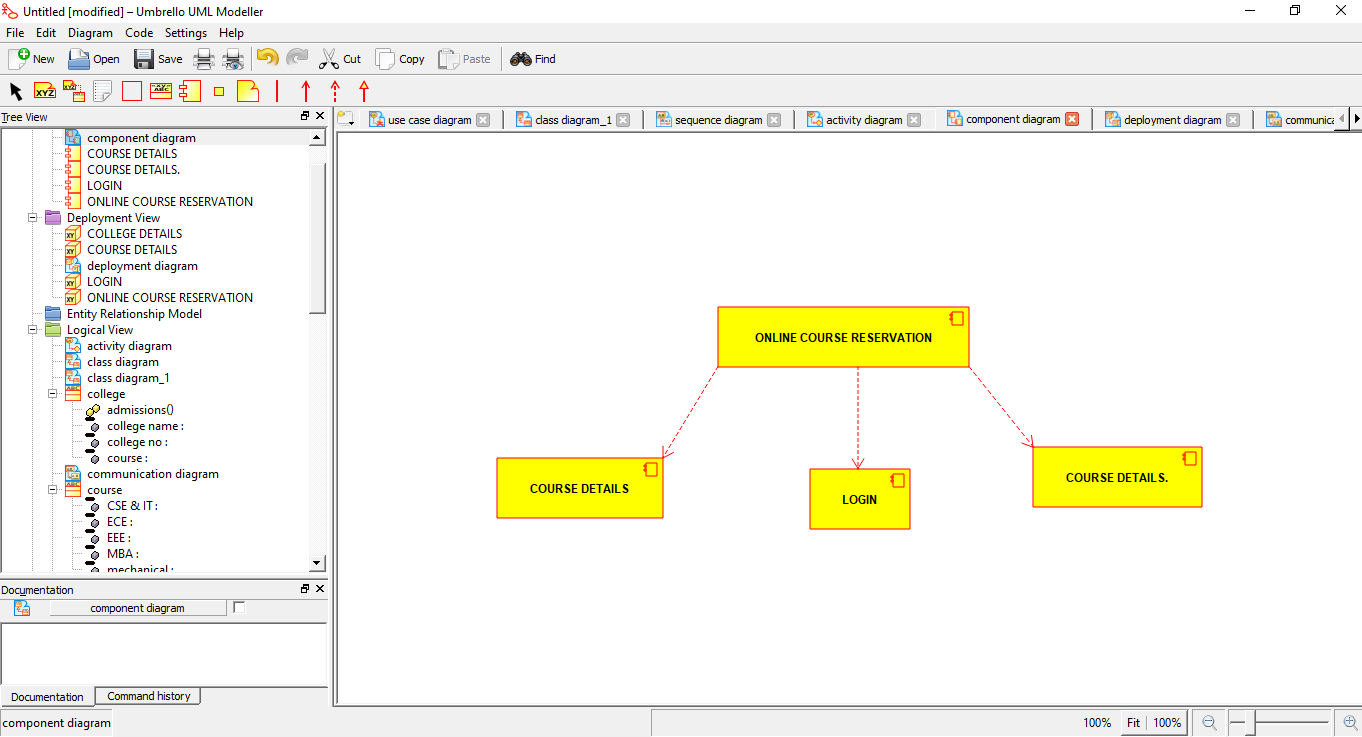 Untitled [modified] – Umbrello UML Modeller
File Edit Diagram Code Settings Help
New Open Save Cut Copy Paste Find
XYZ XYZ ABC
Tree View
use case diagram class diagram_1 sequence diagram activity diagram component diagram deployment diagram communica
component diagram
COURSE DETAILS
COURSE DETAILS.
LOGIN
ONLINE COURSE RESERVATION
Deployment View
COLLEGE DETAILS
COURSE DETAILS
deployment diagram
LOGIN
ONLINE COURSE RESERVATION
Entity Relationship Model
Logical View
activity diagram
class diagram
class diagram_1
college
admissions()
college name :
college no :
course :
communication diagram
course
CSE & IT :
ECE :
EEE :
MBA :
mechanical :
ONLINE COURSE RESERVATION
COURSE DETAILS
LOGIN
COURSE DETAILS.
Documentation
component diagram
Documentation Command history
component diagram
100% Fit 100%